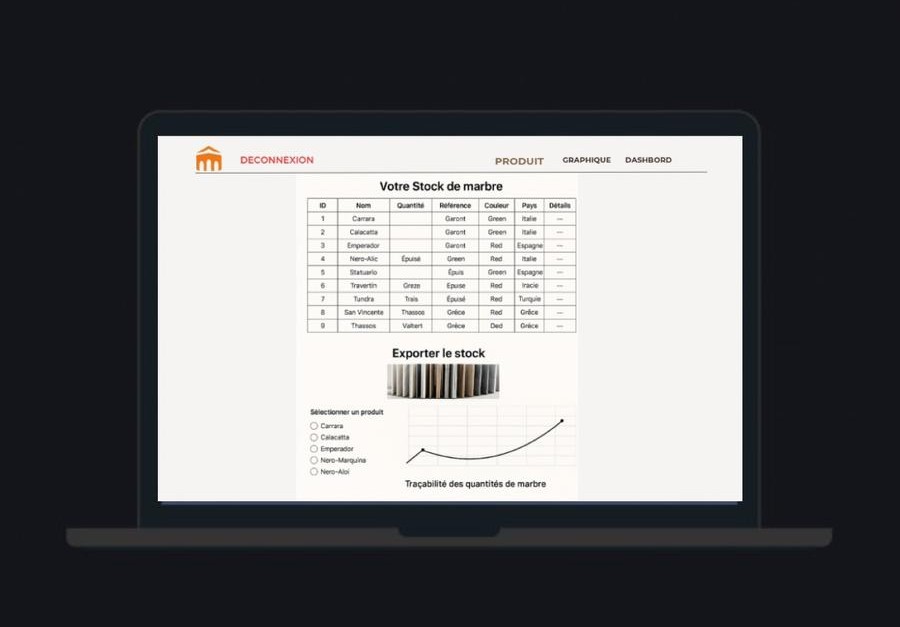 DECONNEXION PRODUIT GRAPHIQUE DASHBORD
Votre Stock de marbre
ID Nom Quantité Référence Couleur Pays Détails
1 Carrara Garont Green Italie ---
2 Calacatta Garont Green Italie ---
3 Emperador Garont Red Espagne ---
4 Nero-Alic Épuisé Green Red Italie ---
5 Statuario Épuis Green Espagne ---
6 Travertin Greze Epuise Red Iracie ---
7 Tundra Trais Épuisé Red Turquie ---
8 San Vincente Thassos Grèce Red Grêce ---
9 Thassos Valtert Grèce Ded Grèce ---
Exporter le stock
Sélectionner un produit
Carrara
Calacatta
Emperador
Nero-Marquina
Nero-Aloi
Traçabilité des quantités de marbre